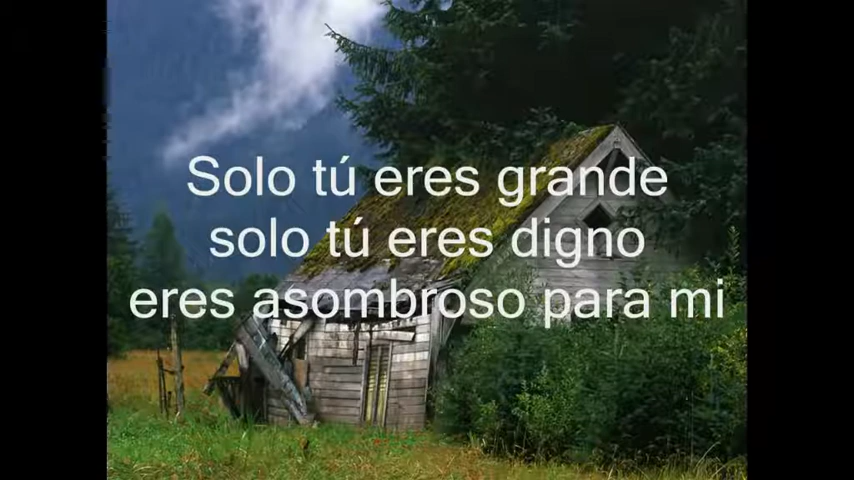 Solo tú eres grande
solo tú eres digno
eres asombroso para mi